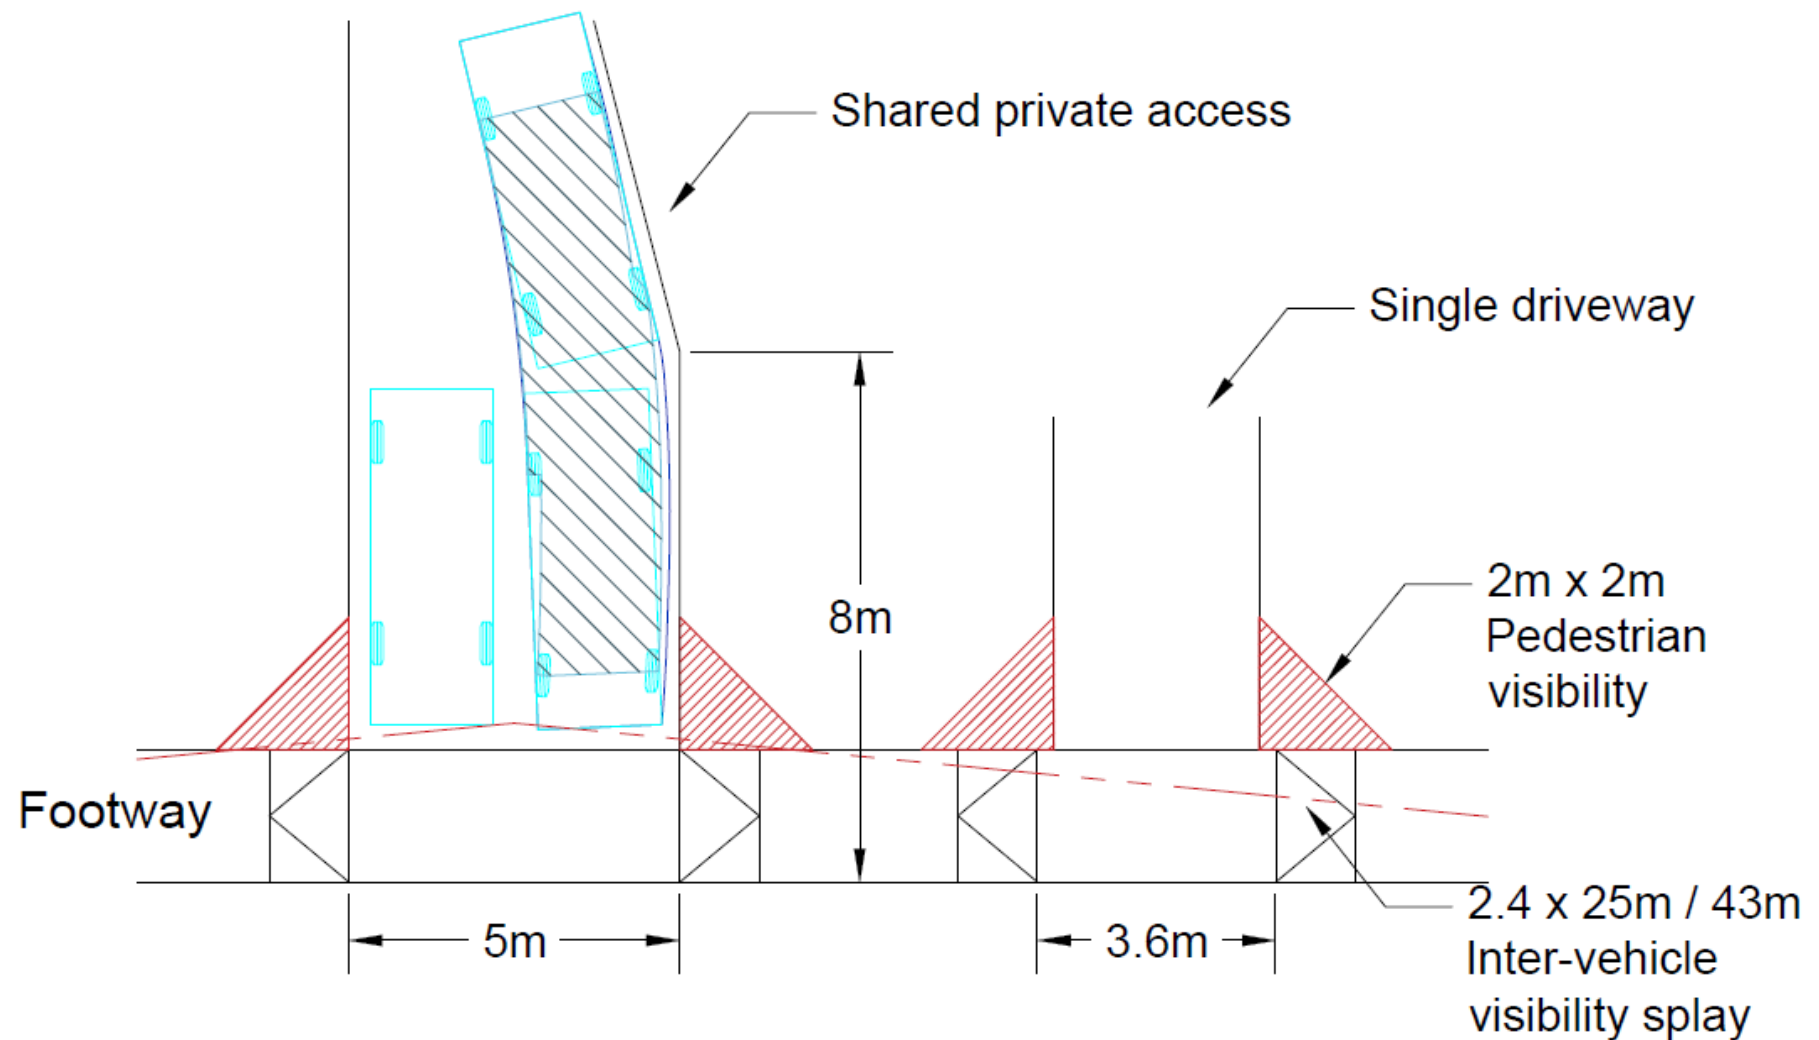 Shared private access
Single driveway
2m x 2m
Pedestrian
visibility
8m
Footway
5m
3.6m
2.4 x 25m / 43m
Inter-vehicle
visibility splay